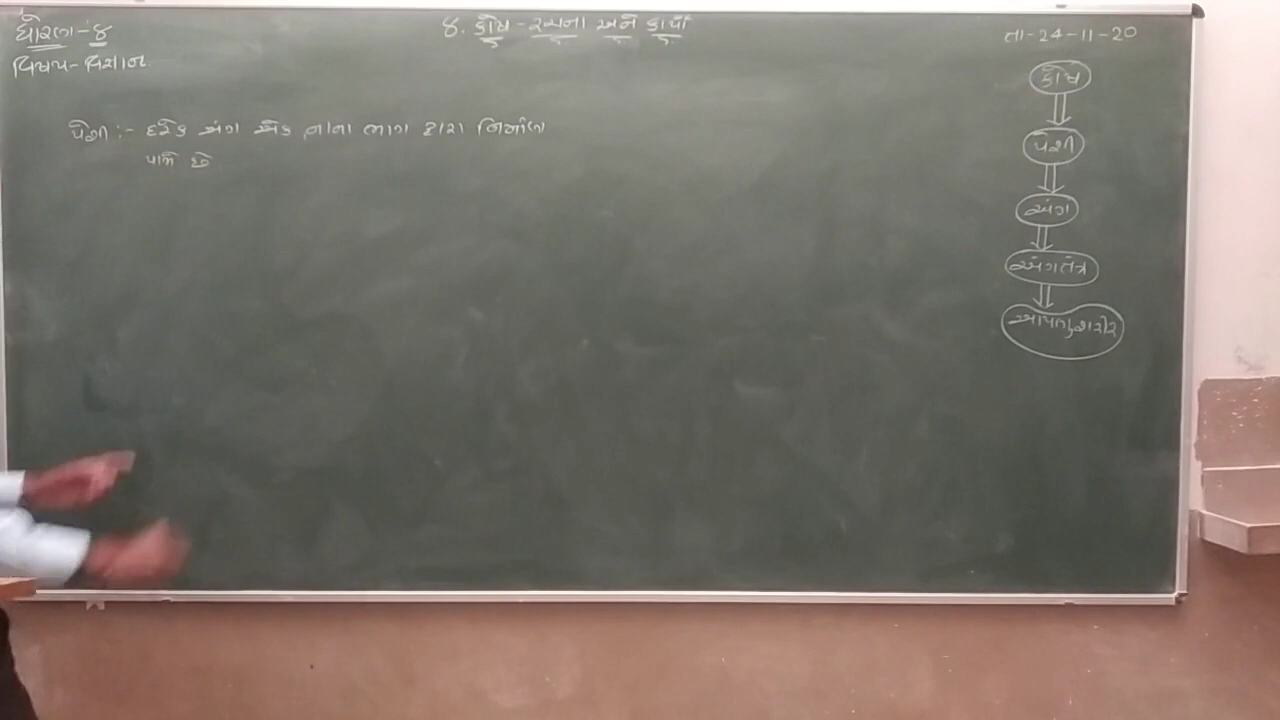 ધોરણ-૪
વિષય-વિજ્ઞાન
૪. કોષ-રચના અને કાર્યો
તા-24-11-20
પેશી :- દરેક અંગ એક નાના ભાગ દ્વારા નિર્માણ
પામે છે
કોષ
પેશી
અંગ
અંગતંત્ર
આપણુ શરીર